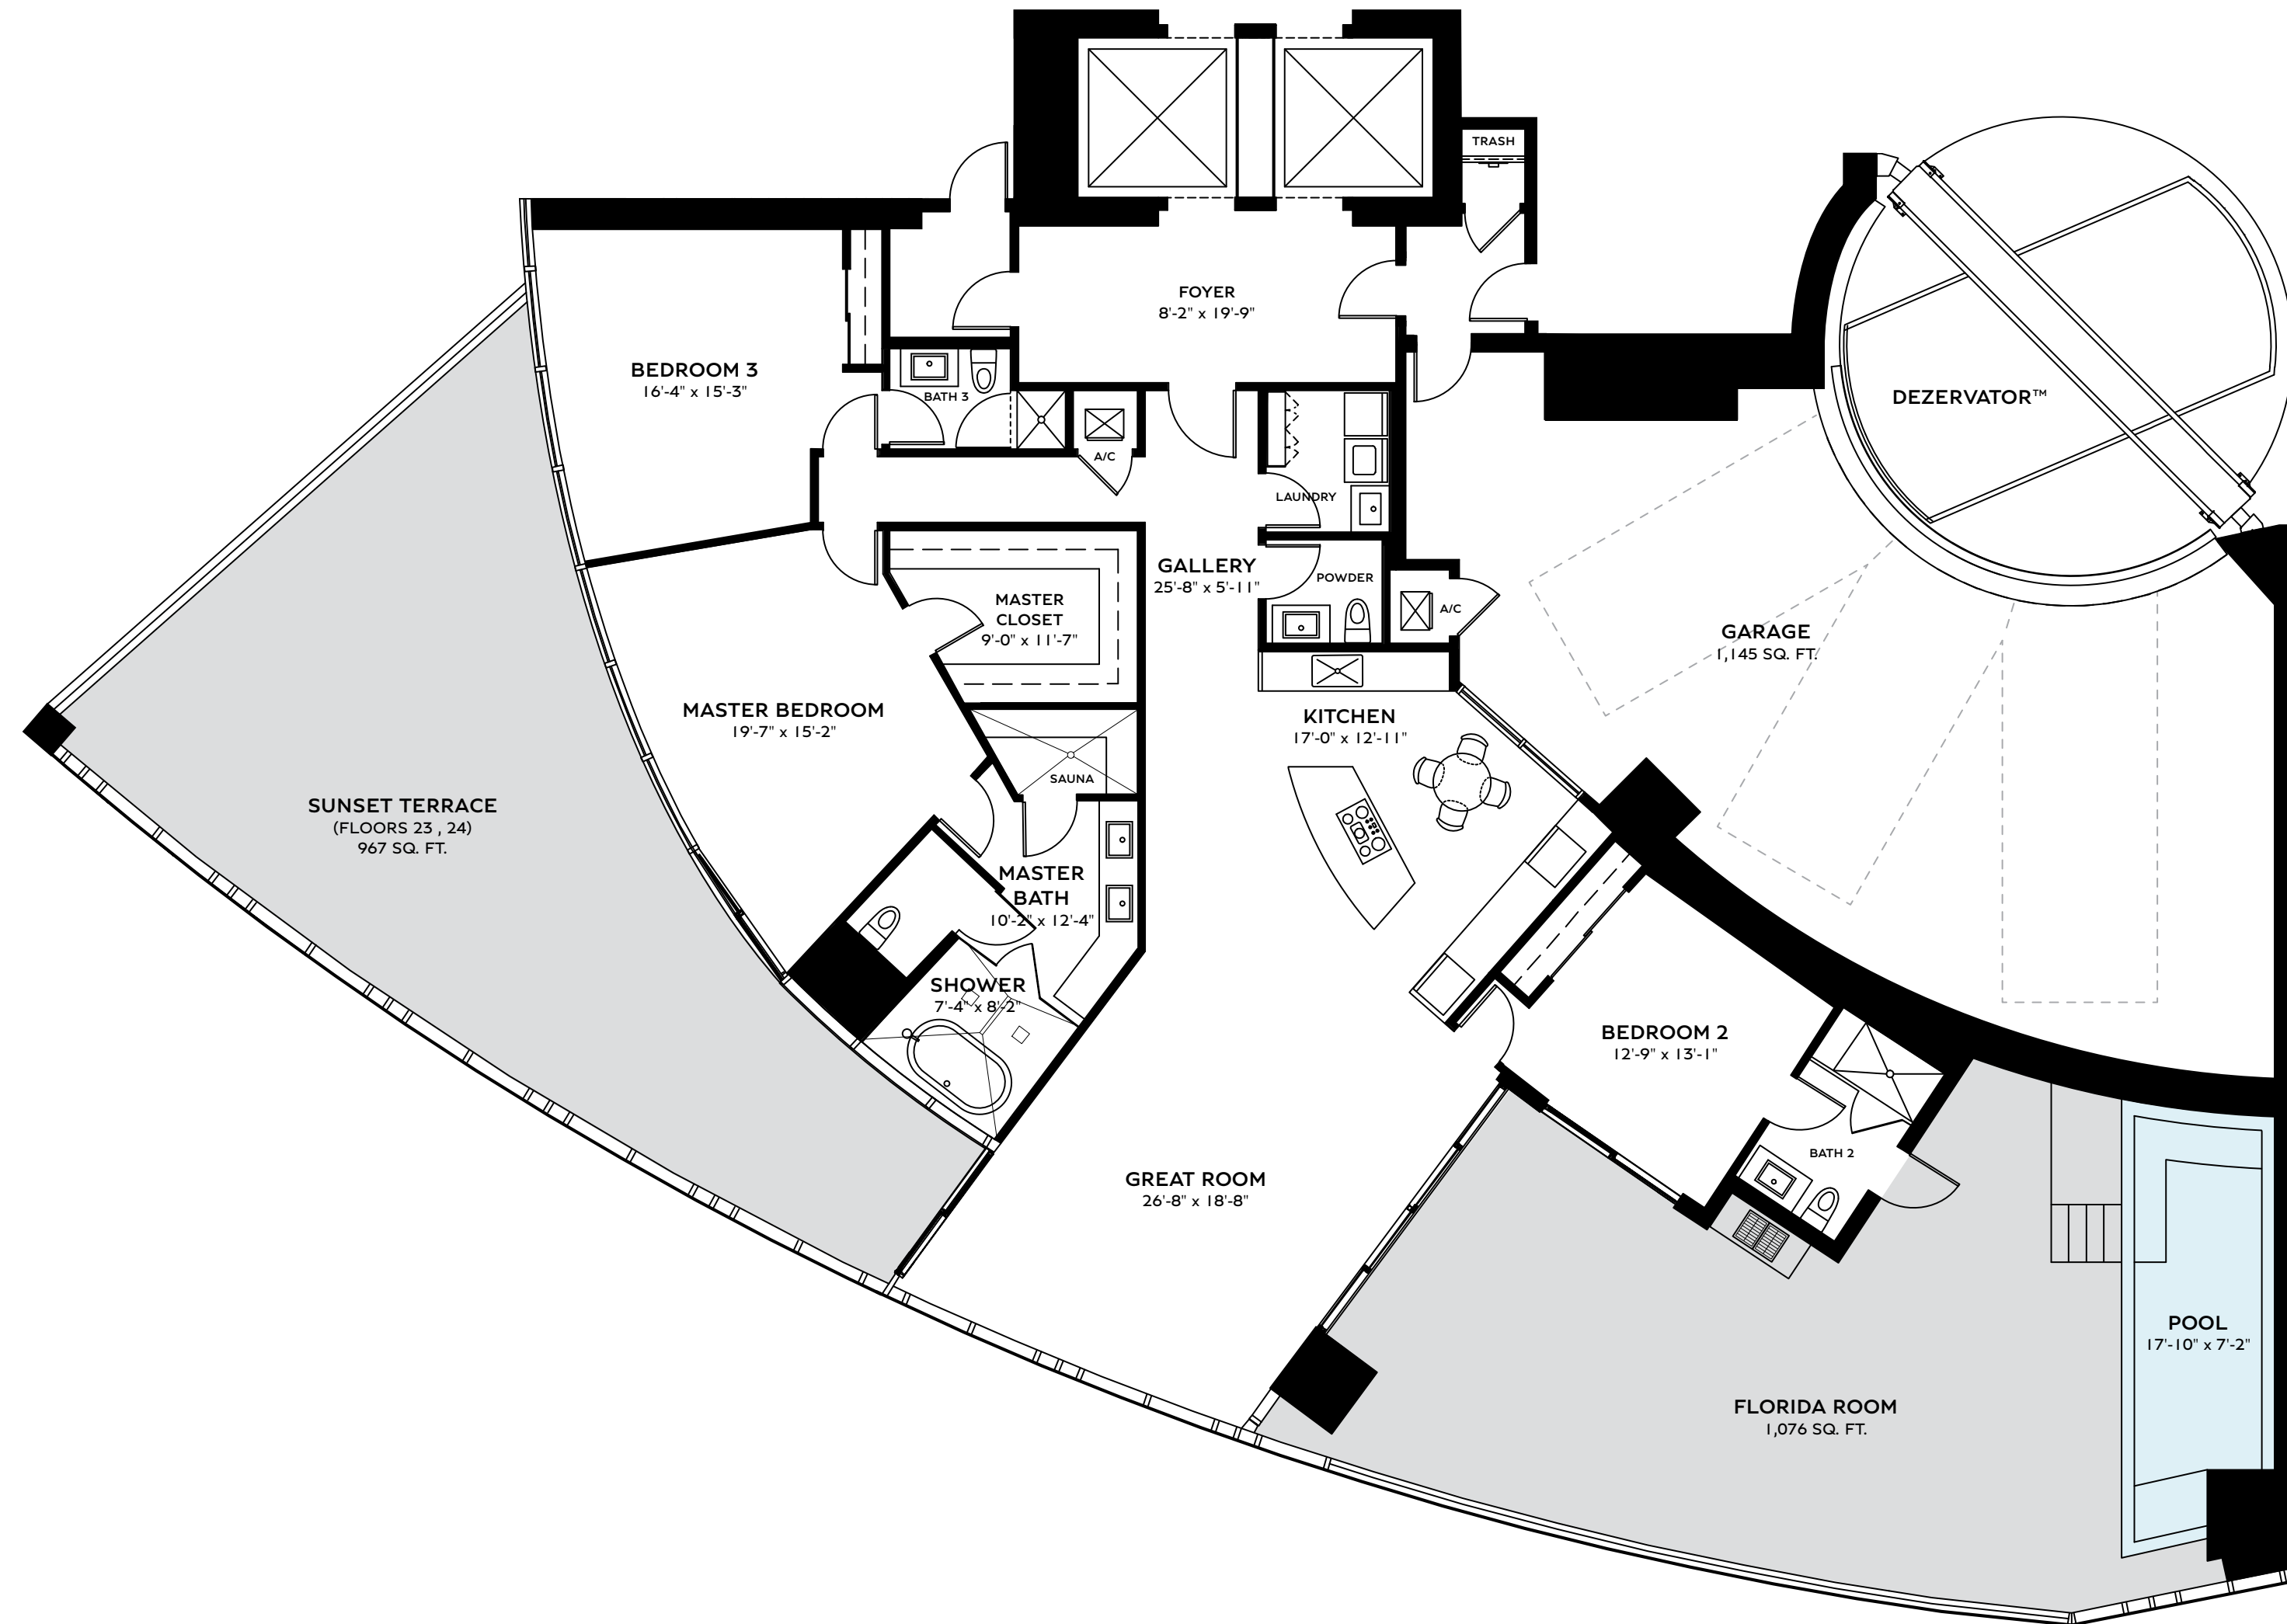 TRASH
FOYER
8'-2" x 19'-9"
BEDROOM 3
16'-4" x 15'-3"
BATH 3
A/C
DEZERVATOR™
LAUNDRY
GALLERY
25'-8" x 5'-11"
POWDER
A/C
MASTER
CLOSET
9'-0" x 11'-7"
GARAGE
1,145 SQ. FT.
MASTER BEDROOM
19'-7" x 15'-2"
KITCHEN
17'-0" x 12'-11"
SAUNA
SUNSET TERRACE
(FLOORS 23 , 24)
967 SQ. FT.
MASTER
BATH
10'-2" x 12'-4"
SHOWER
7'-4" x 8'-2"
BEDROOM 2
12'-9" x 13'-1"
BATH 2
GREAT ROOM
26'-8" x 18'-8"
POOL
17'-10" x 7'-2"
FLORIDA ROOM
1,076 SQ. FT.